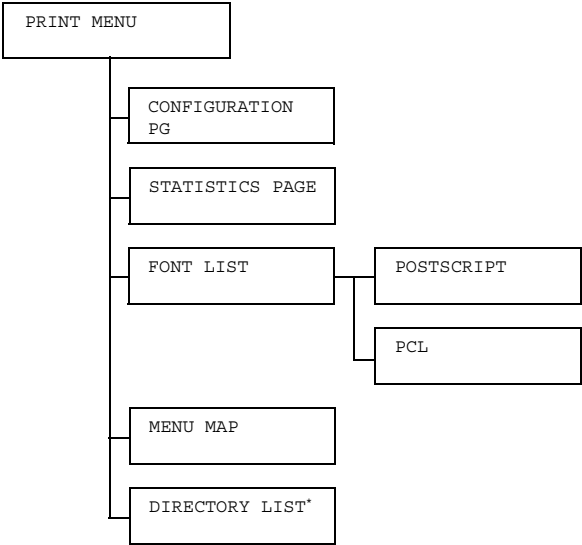 PRINT MENU
CONFIGURATION
PG
STATISTICS PAGE
FONT LIST
POSTSCRIPT
PCL
MENU MAP
DIRECTORY LIST*